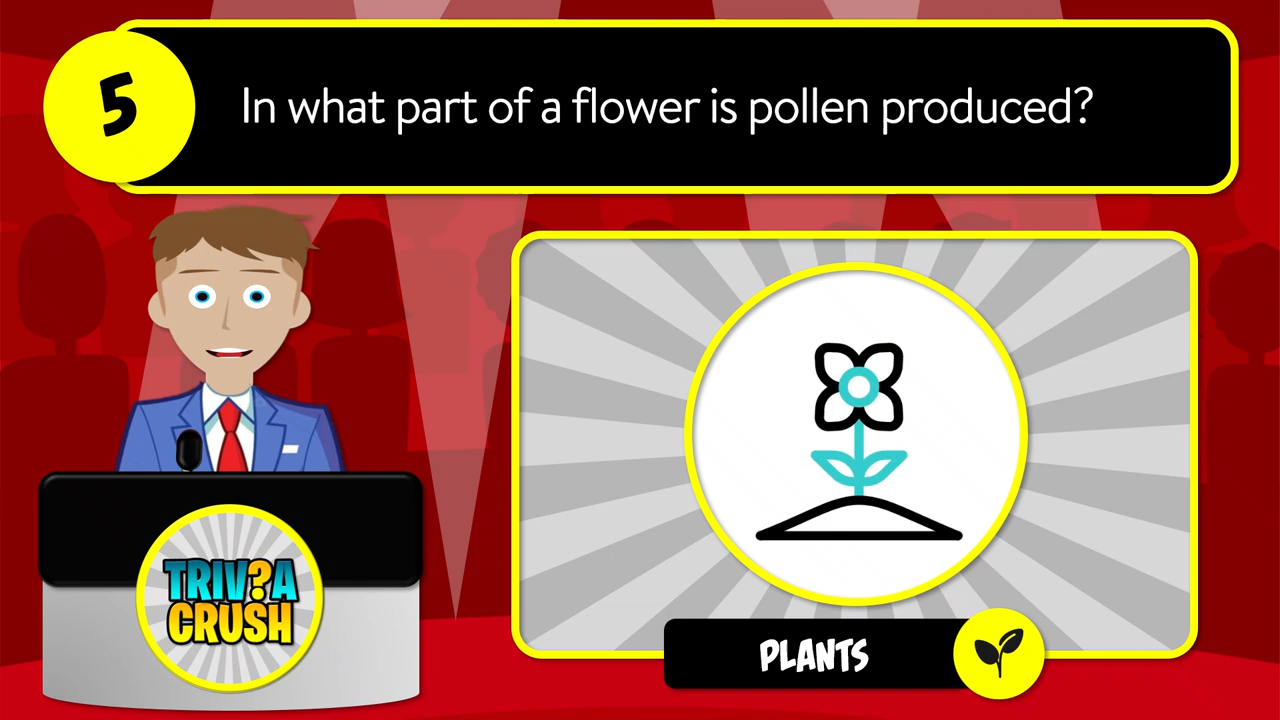 5
In what part of a flower is pollen produced?
TRIV?A
CRUSH
PLANTS